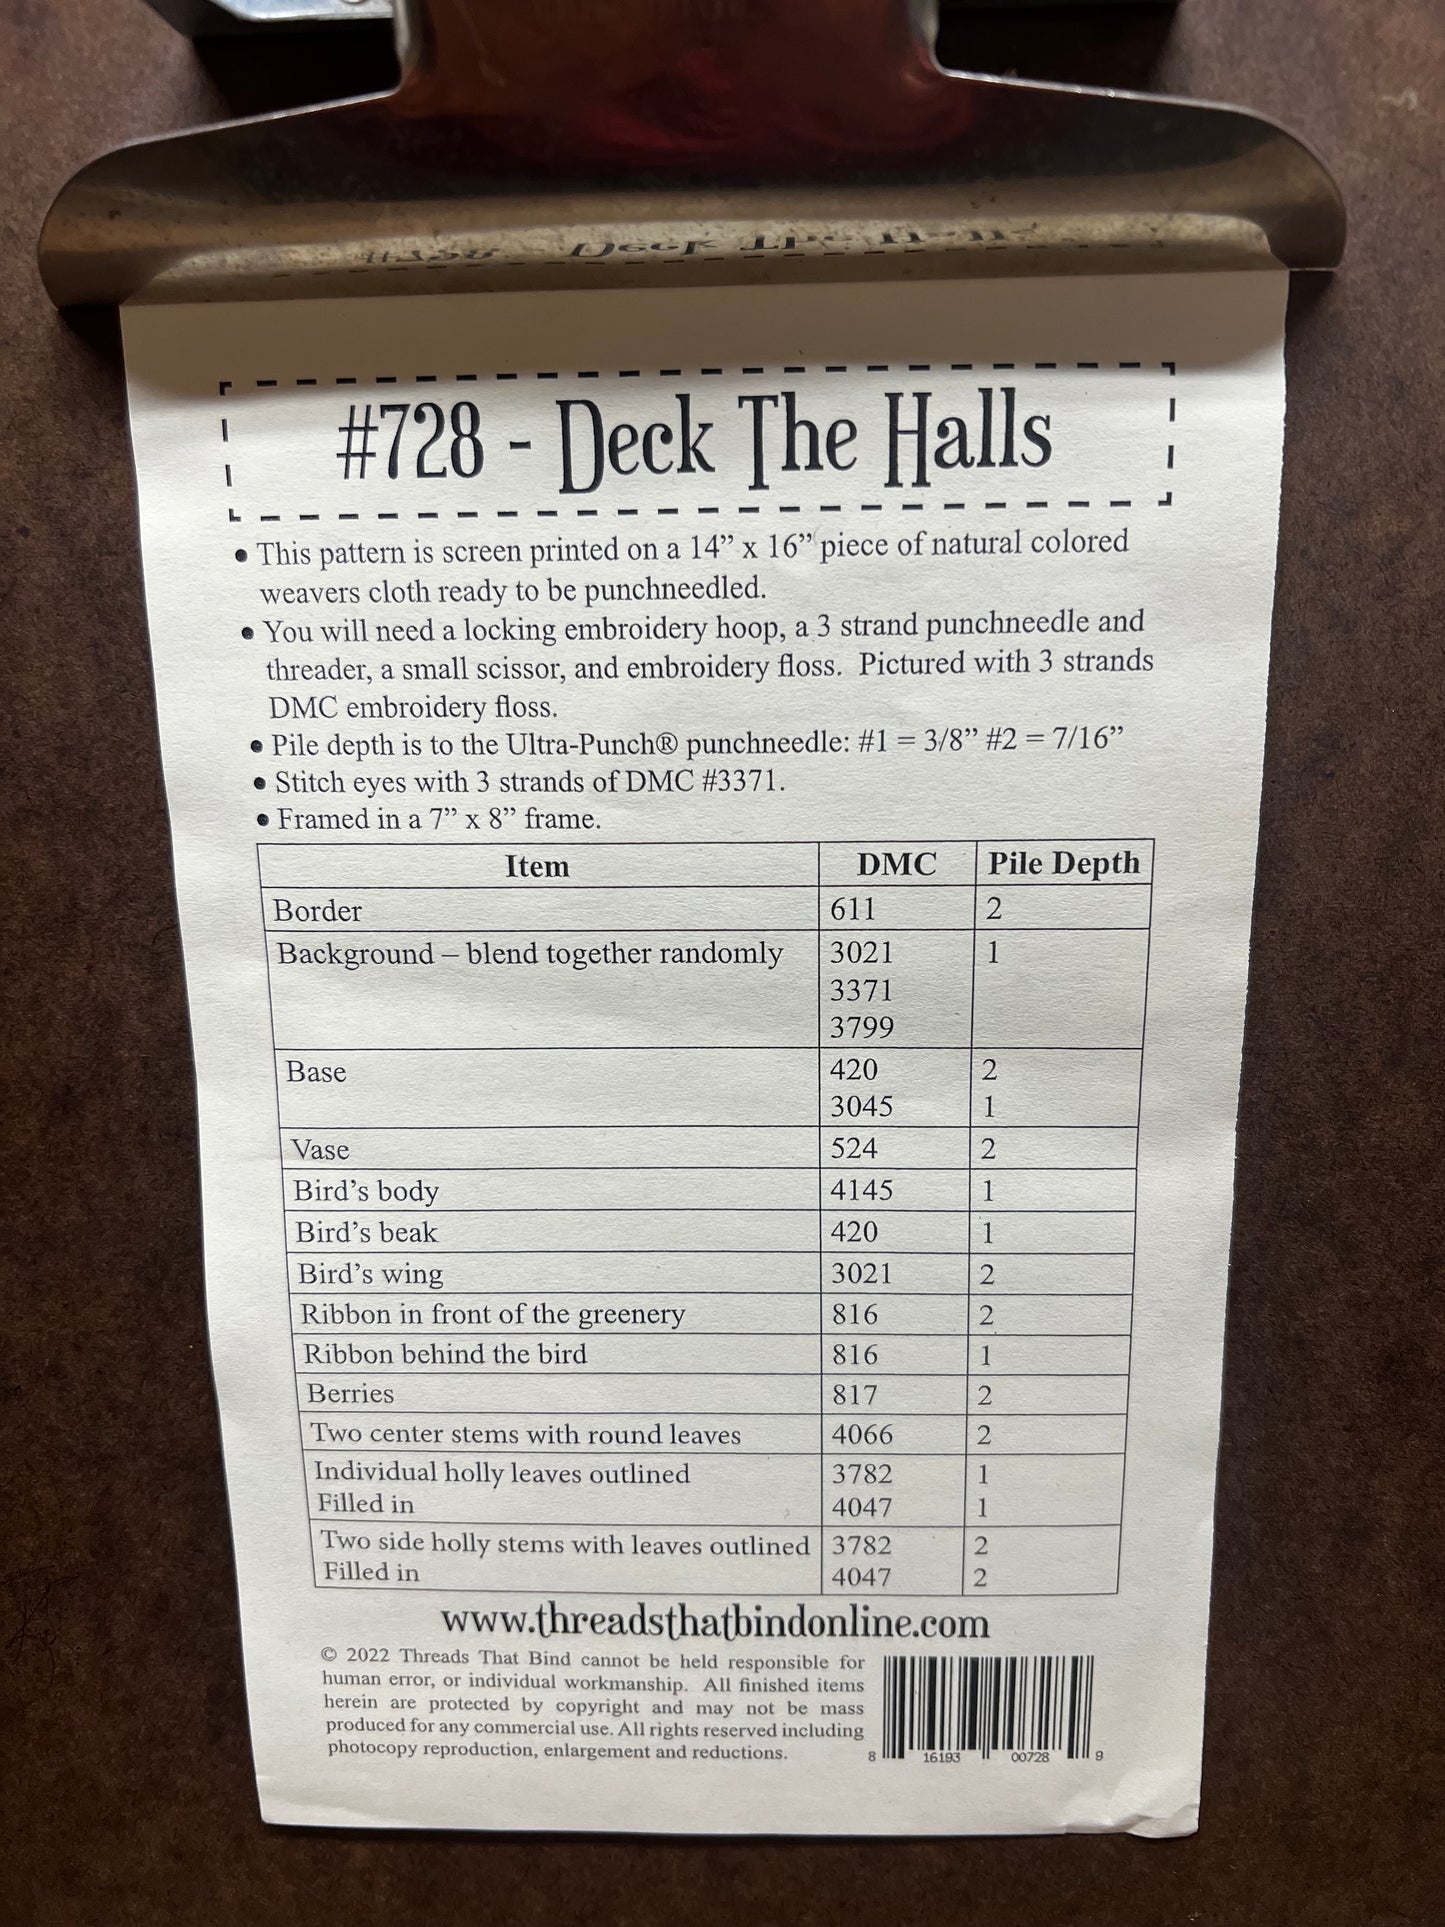 #728 - Deck The Halls
• This pattern is screen printed on a 14” x 16” piece of natural colored
weavers cloth ready to be punchneedled.
• You will need a locking embroidery hoop, a 3 strand punchneedle and
threader, a small scissor, and embroidery floss.  Pictured with 3 strands
DMC embroidery floss.
• Pile depth is to the Ultra-Punch® punchneedle: #1 = 3/8” #2 = 7/16”
• Stitch eyes with 3 strands of DMC #3371.
• Framed in a 7” x 8” frame.
Item DMC Pile Depth
Border 611 2
Background – blend together randomly 3021 1
3371
3799
Base 420 2
3045 1
Vase 524 2
Bird’s body 4145 1
Bird’s beak 420 1
Bird’s wing 3021 2
Ribbon in front of the greenery 816 2
Ribbon behind the bird 816 1
Berries 817 2
Two center stems with round leaves 4066 2
Individual holly leaves outlined 3782 1
Filled in 4047 1
Two side holly stems with leaves outlined 3782 2
Filled in 4047 2
www.threadsthatbindonline.com
© 2022 Threads That Bind cannot be held responsible for
human error, or individual workmanship.  All finished items
herein are protected by copyright and may not be mass
produced for any commercial use. All rights reserved including
photocopy reproduction, enlargement and reductions.
8 16193 00728 9